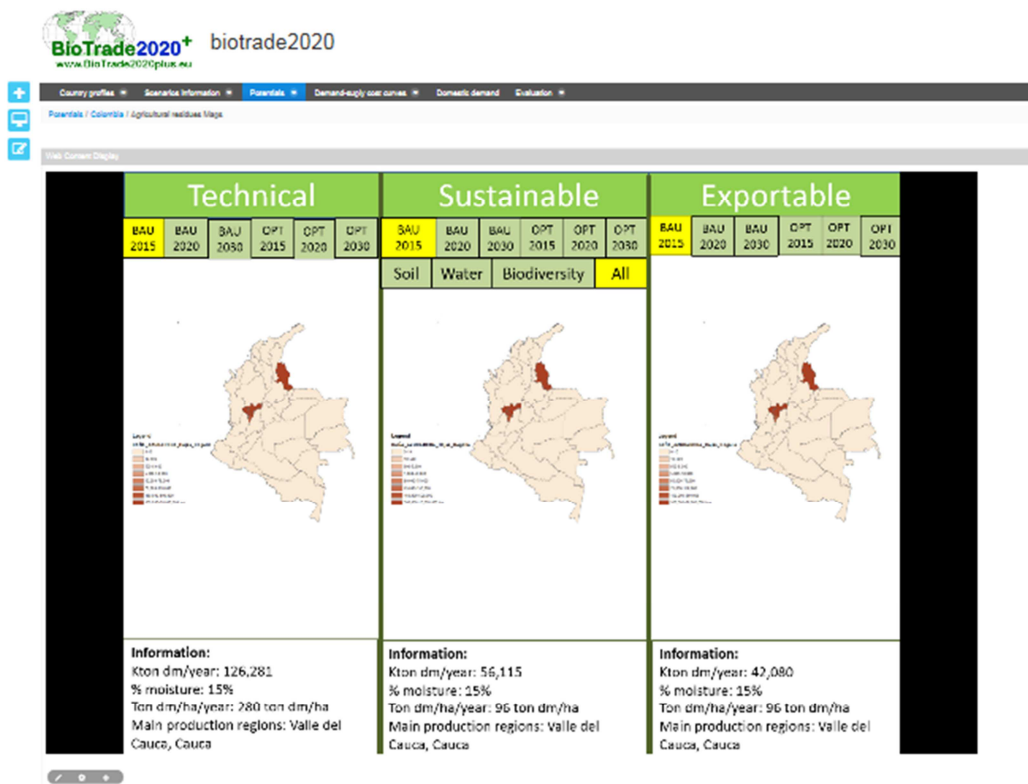 BioTrade2020+
www.BioTrade2020plus.eu
biotrade2020
Country profiles
Scenarios Information
Potentials
Demand-suply cost curves
Domestic demand
Evaluation
Potentials / Colombia / Agricultural residues Maps
Web Content Display
Technical
BAU 2015
BAU 2020
BAU 2030
OPT 2015
OPT 2020
OPT 2030
Legend
Information:
Kton dm/year: 126,281
% moisture: 15%
Ton dm/ha/year: 280 ton dm/ha
Main production regions: Valle del
Cauca, Cauca
Sustainable
BAU 2015
BAU 2020
BAU 2030
OPT 2015
OPT 2020
OPT 2030
Soil
Water
Biodiversity
All
Legend
Information:
Kton dm/year: 56,115
% moisture: 15%
Ton dm/ha/year: 96 ton dm/ha
Main production regions: Valle del
Cauca, Cauca
Exportable
BAU 2015
BAU 2020
BAU 2030
OPT 2015
OPT 2020
OPT 2030
Legend
Information:
Kton dm/year: 42,080
% moisture: 15%
Ton dm/ha/year: 96 ton dm/ha
Main production regions: Valle del
Cauca, Cauca